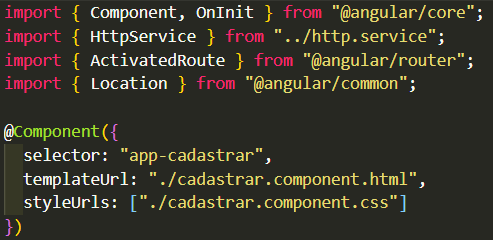 import { Component, OnInit } from "@angular/core";
import { HttpService } from "../http.service";
import { ActivatedRoute } from "@angular/router";
import { Location } from "@angular/common";

@Component({
  selector: "app-cadastrar",
  templateUrl: "./cadastrar.component.html",
  styleUrls: ["./cadastrar.component.css"]
})